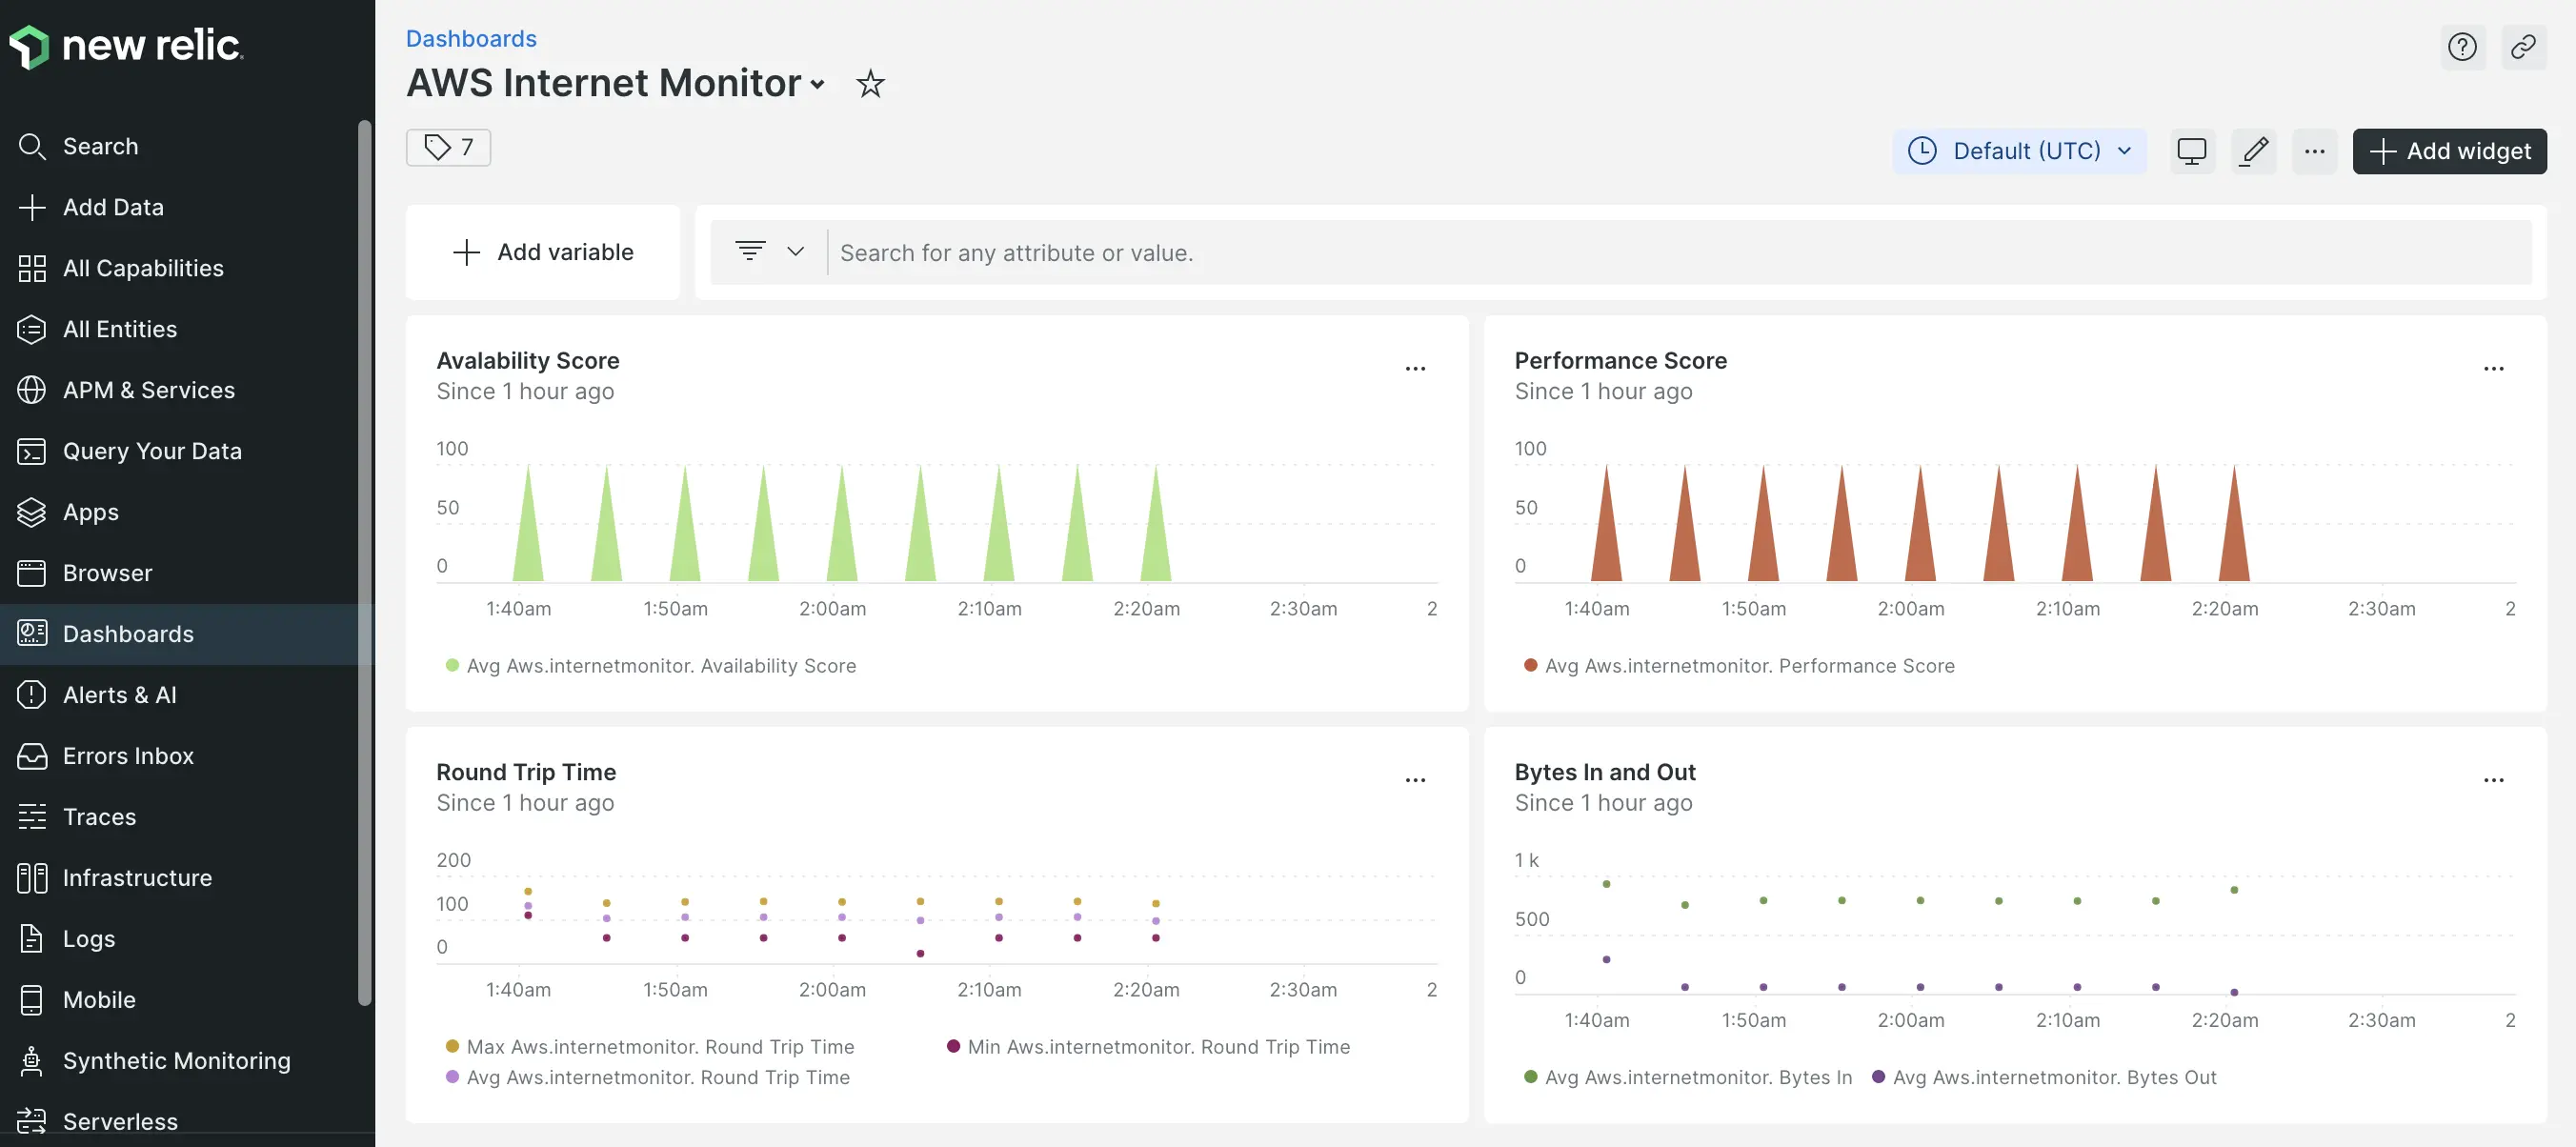 new relic.
Search
Add Data
All Capabilities
All Entities
APM & Services
Query Your Data
Apps
Browser
Dashboards
Alerts & AI
Errors Inbox
Traces
Infrastructure
Logs
Mobile
Synthetic Monitoring
Serverless
Dashboards
AWS Internet Monitor
7
Default (UTC)
... Add widget
Add variable
Search for any attribute or value.
Avalability Score
...
Since 1 hour ago
100
50
0
1:40am 1:50am 2:00am 2:10am 2:20am 2:30am 2
Avg Aws.internetmonitor. Availability Score
Performance Score
...
Since 1 hour ago
100
50
0
1:40am 1:50am 2:00am 2:10am 2:20am 2:30am 2
Avg Aws.internetmonitor. Performance Score
Round Trip Time
...
Since 1 hour ago
200
100
0
1:40am 1:50am 2:00am 2:10am 2:20am 2:30am 2
Max Aws.internetmonitor. Round Trip Time Min Aws.internetmonitor. Round Trip Time
Avg Aws.internetmonitor. Round Trip Time
Bytes In and Out
...
Since 1 hour ago
1 k
500
0
1:40am 1:50am 2:00am 2:10am 2:20am 2:30am 2
Avg Aws.internetmonitor. Bytes In Avg Aws.internetmonitor. Bytes Out